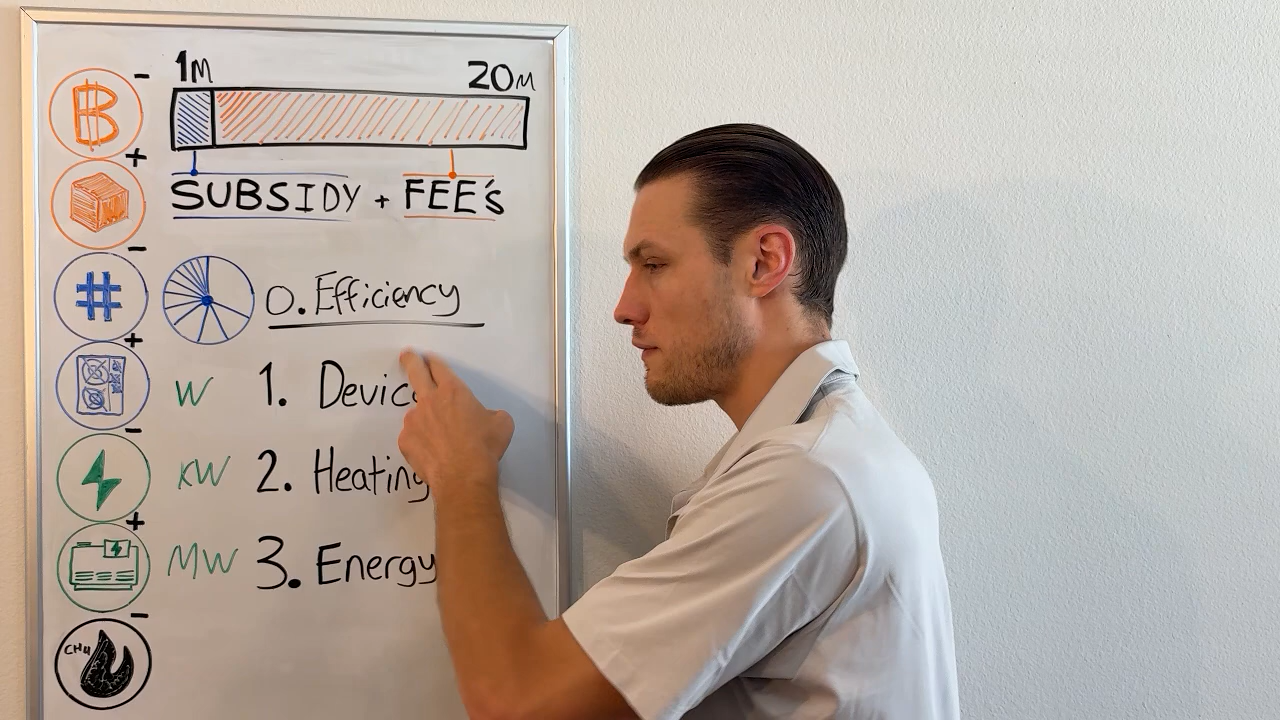 1M 20M
SUBSIDY + FEE'S
#
0. Efficiency
W 1. Devic
KW 2. Heating
MW 3. Energy
CH4